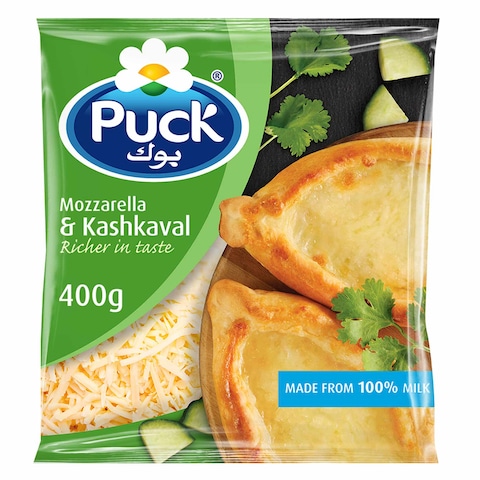 Puck®
بوك
Mozzarella
& Kashkaval
Richer in taste
400g
MADE FROM 100% MILK